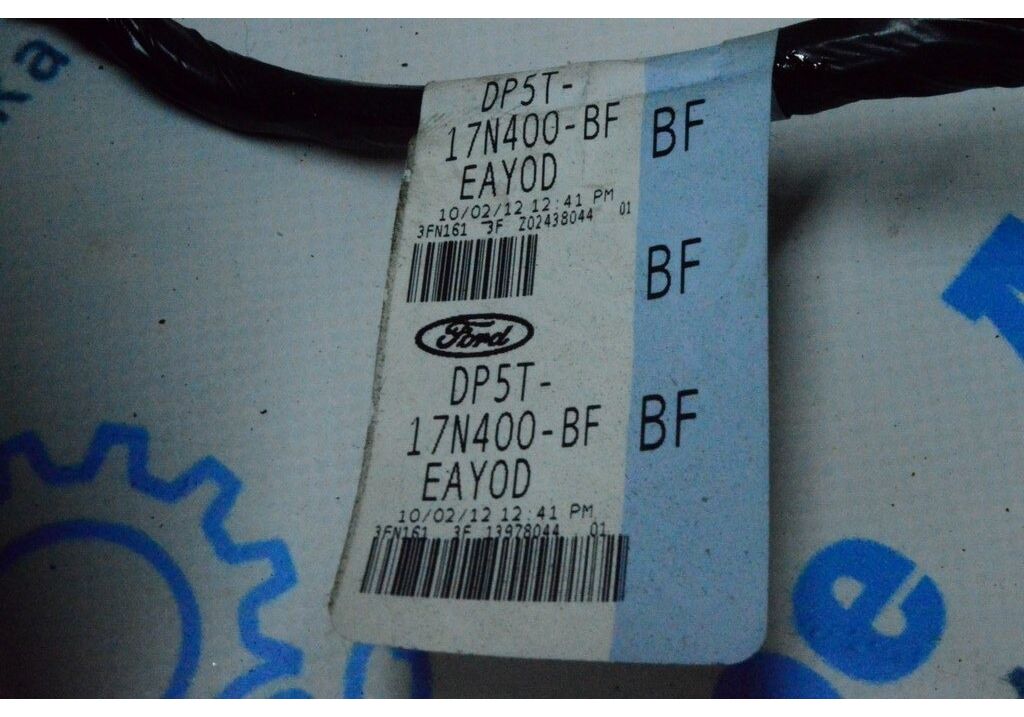 DP5T-
17N400-BF
EAYOD
10/02/12 12:41 PM
3FN161 3F Z02438044 01
BF
BF
Ford
DP5T-
17N400-BF
EAYOD
BF
10/02/12 12:41 PM
3FN161 3F 13978044 01